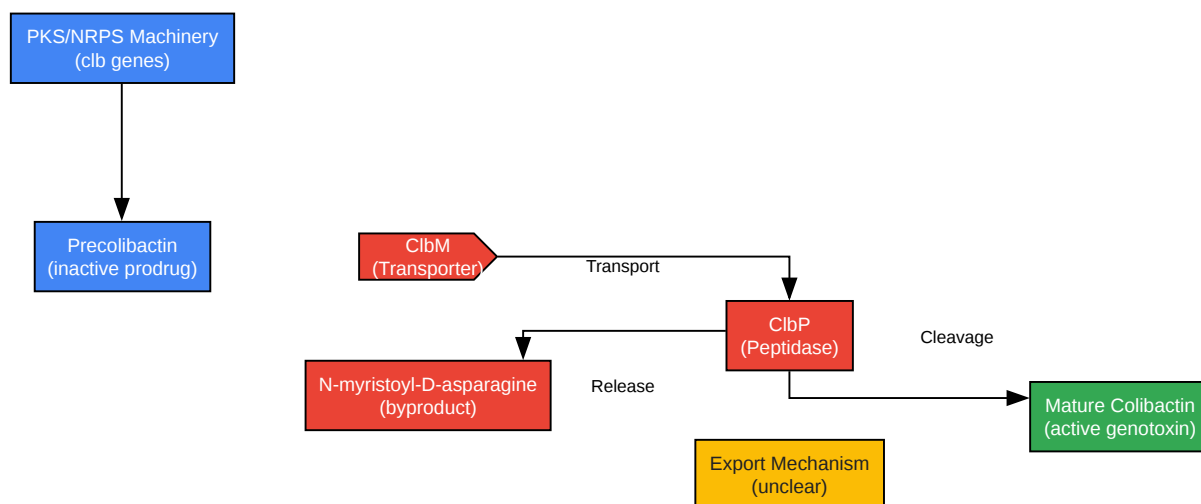 PKS/NRPS Machinery
(clb genes)
Precolibactin
(inactive prodrug)
ClbM
(Transporter)
Transport
ClbP
(Peptidase)
Cleavage
N-myristoyl-D-asparagine
(byproduct)
Release
Mature Colibactin
(active genotoxin)
Export Mechanism
(unclear)